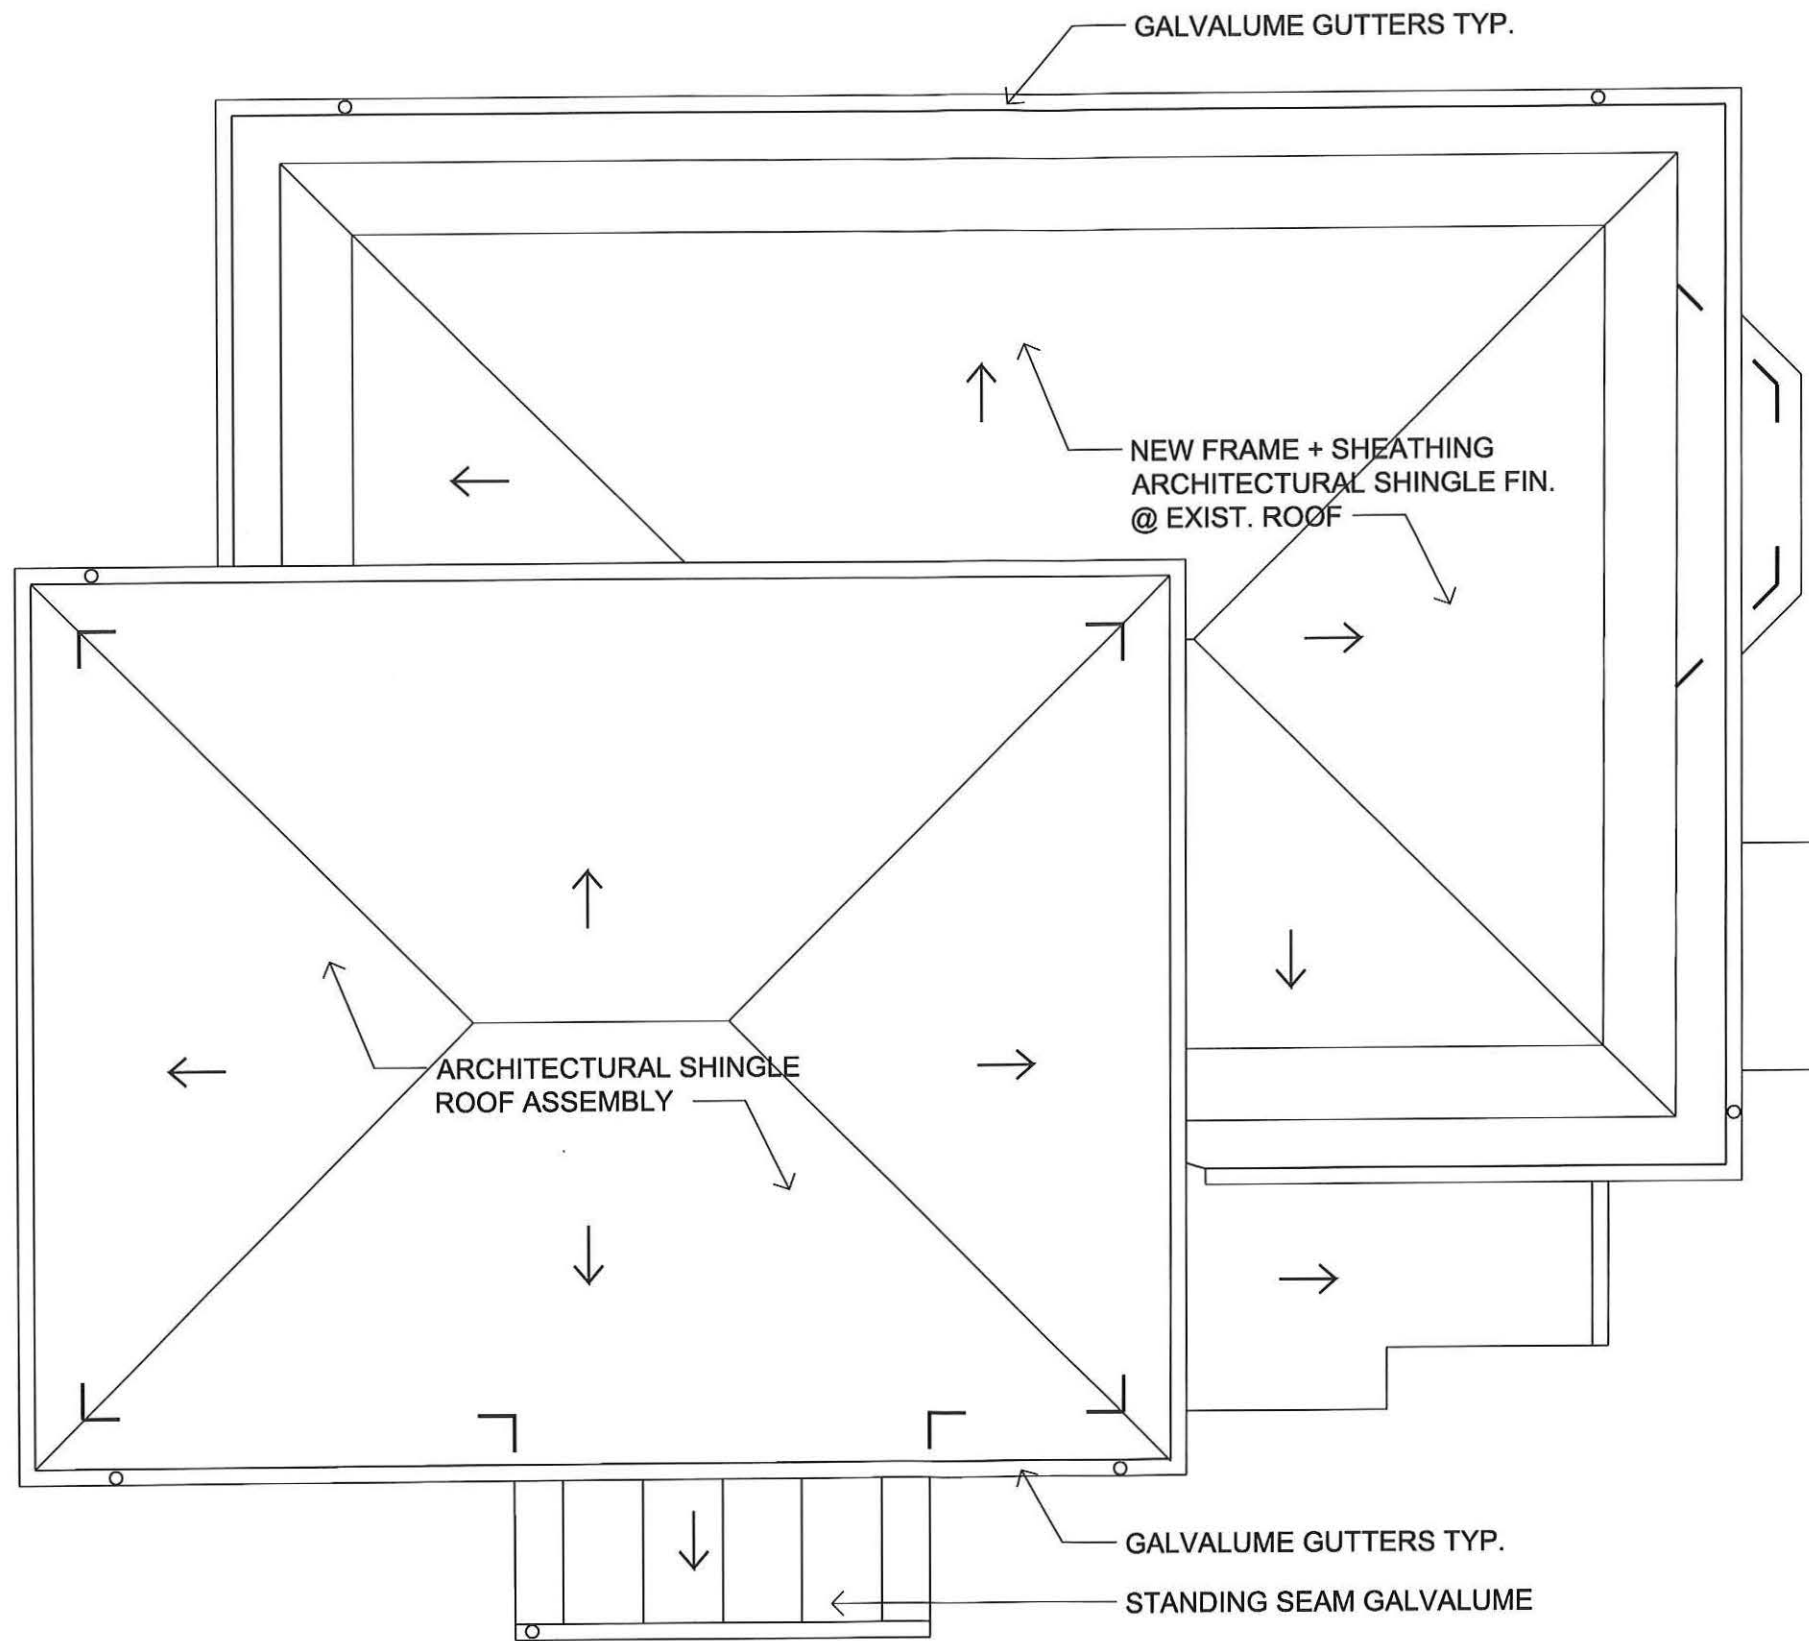 GALVALUME GUTTERS TYP.
NEW FRAME + SHEATHING
ARCHITECTURAL SHINGLE FIN.
@ EXIST. ROOF
ARCHITECTURAL SHINGLE
ROOF ASSEMBLY
GALVALUME GUTTERS TYP.
STANDING SEAM GALVALUME